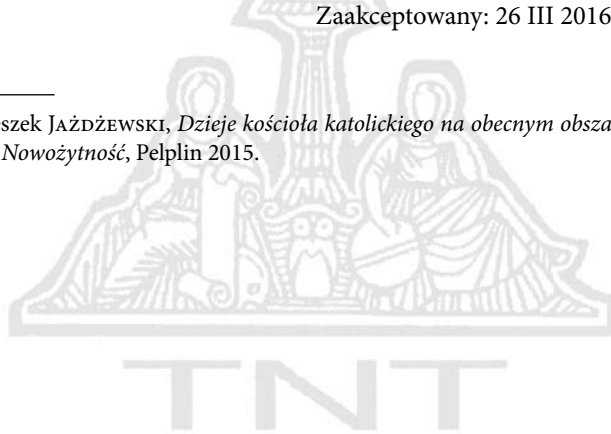 Zaakceptowany: 26 III 2016
szek Jażdżewski, Dzieje kościoła katolickiego na obecnym obsza
Nowożytność, Pelplin 2015.
TNT